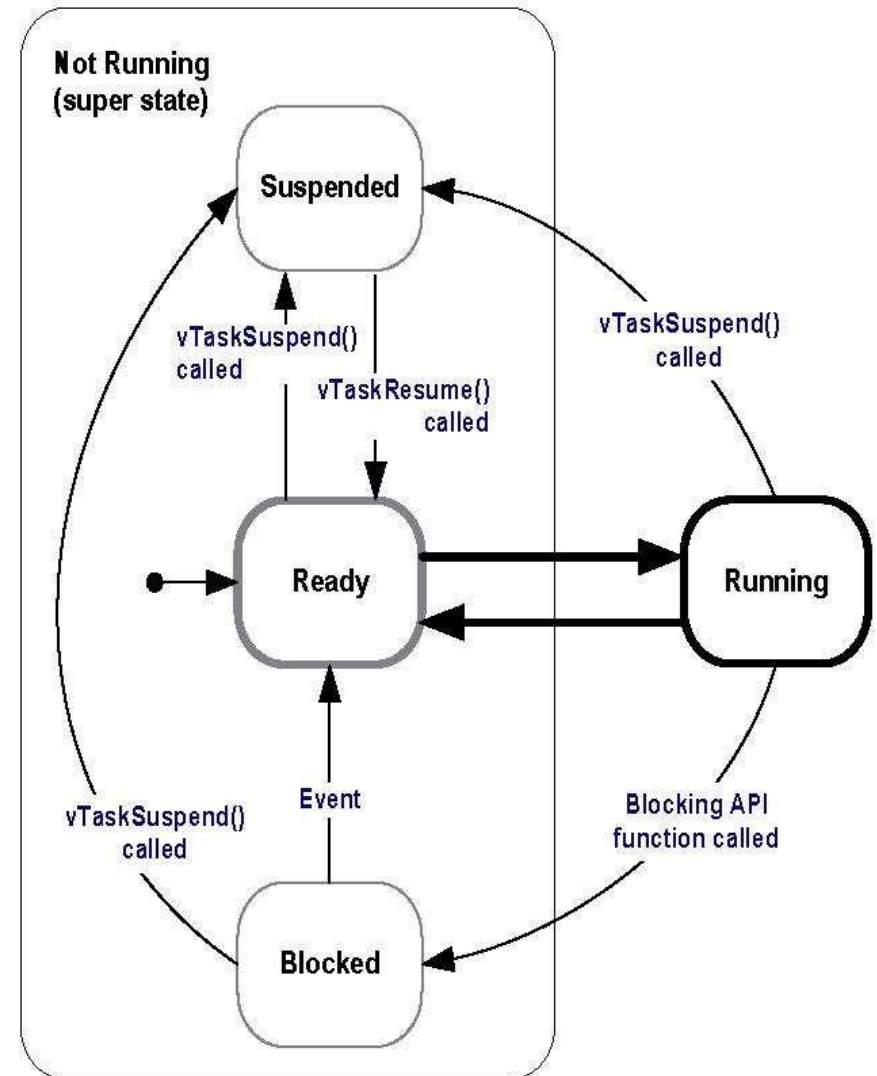 Not Running
(super state)
Suspended
vTaskSuspend()
called
vTaskResume()
called
vTaskSuspend()
called
Ready
Running
Event
vTaskSuspend()
called
Blocking API
function called
Blocked